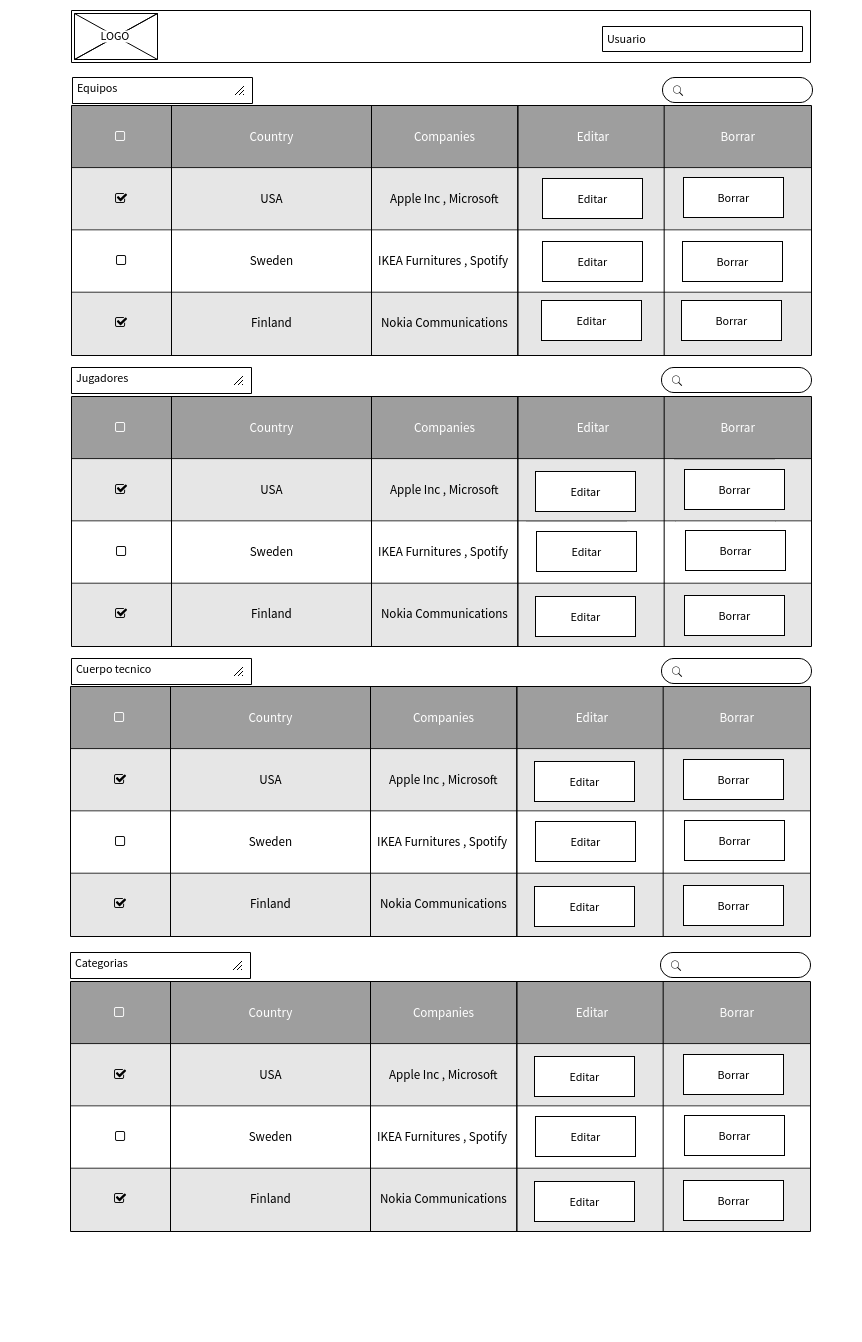 LOGO
Usuario
Equipos
Country Companies Editar Borrar
USA Apple Inc , Microsoft Editar Borrar
Sweden IKEA Furnitures , Spotify Editar Borrar
Finland Nokia Communications Editar Borrar
Jugadores
Country Companies Editar Borrar
USA Apple Inc , Microsoft Editar Borrar
Sweden IKEA Furnitures , Spotify Editar Borrar
Finland Nokia Communications Editar Borrar
Cuerpo tecnico
Country Companies Editar Borrar
USA Apple Inc , Microsoft Editar Borrar
Sweden IKEA Furnitures , Spotify Editar Borrar
Finland Nokia Communications Editar Borrar
Categorias
Country Companies Editar Borrar
USA Apple Inc , Microsoft Editar Borrar
Sweden IKEA Furnitures , Spotify Editar Borrar
Finland Nokia Communications Editar Borrar